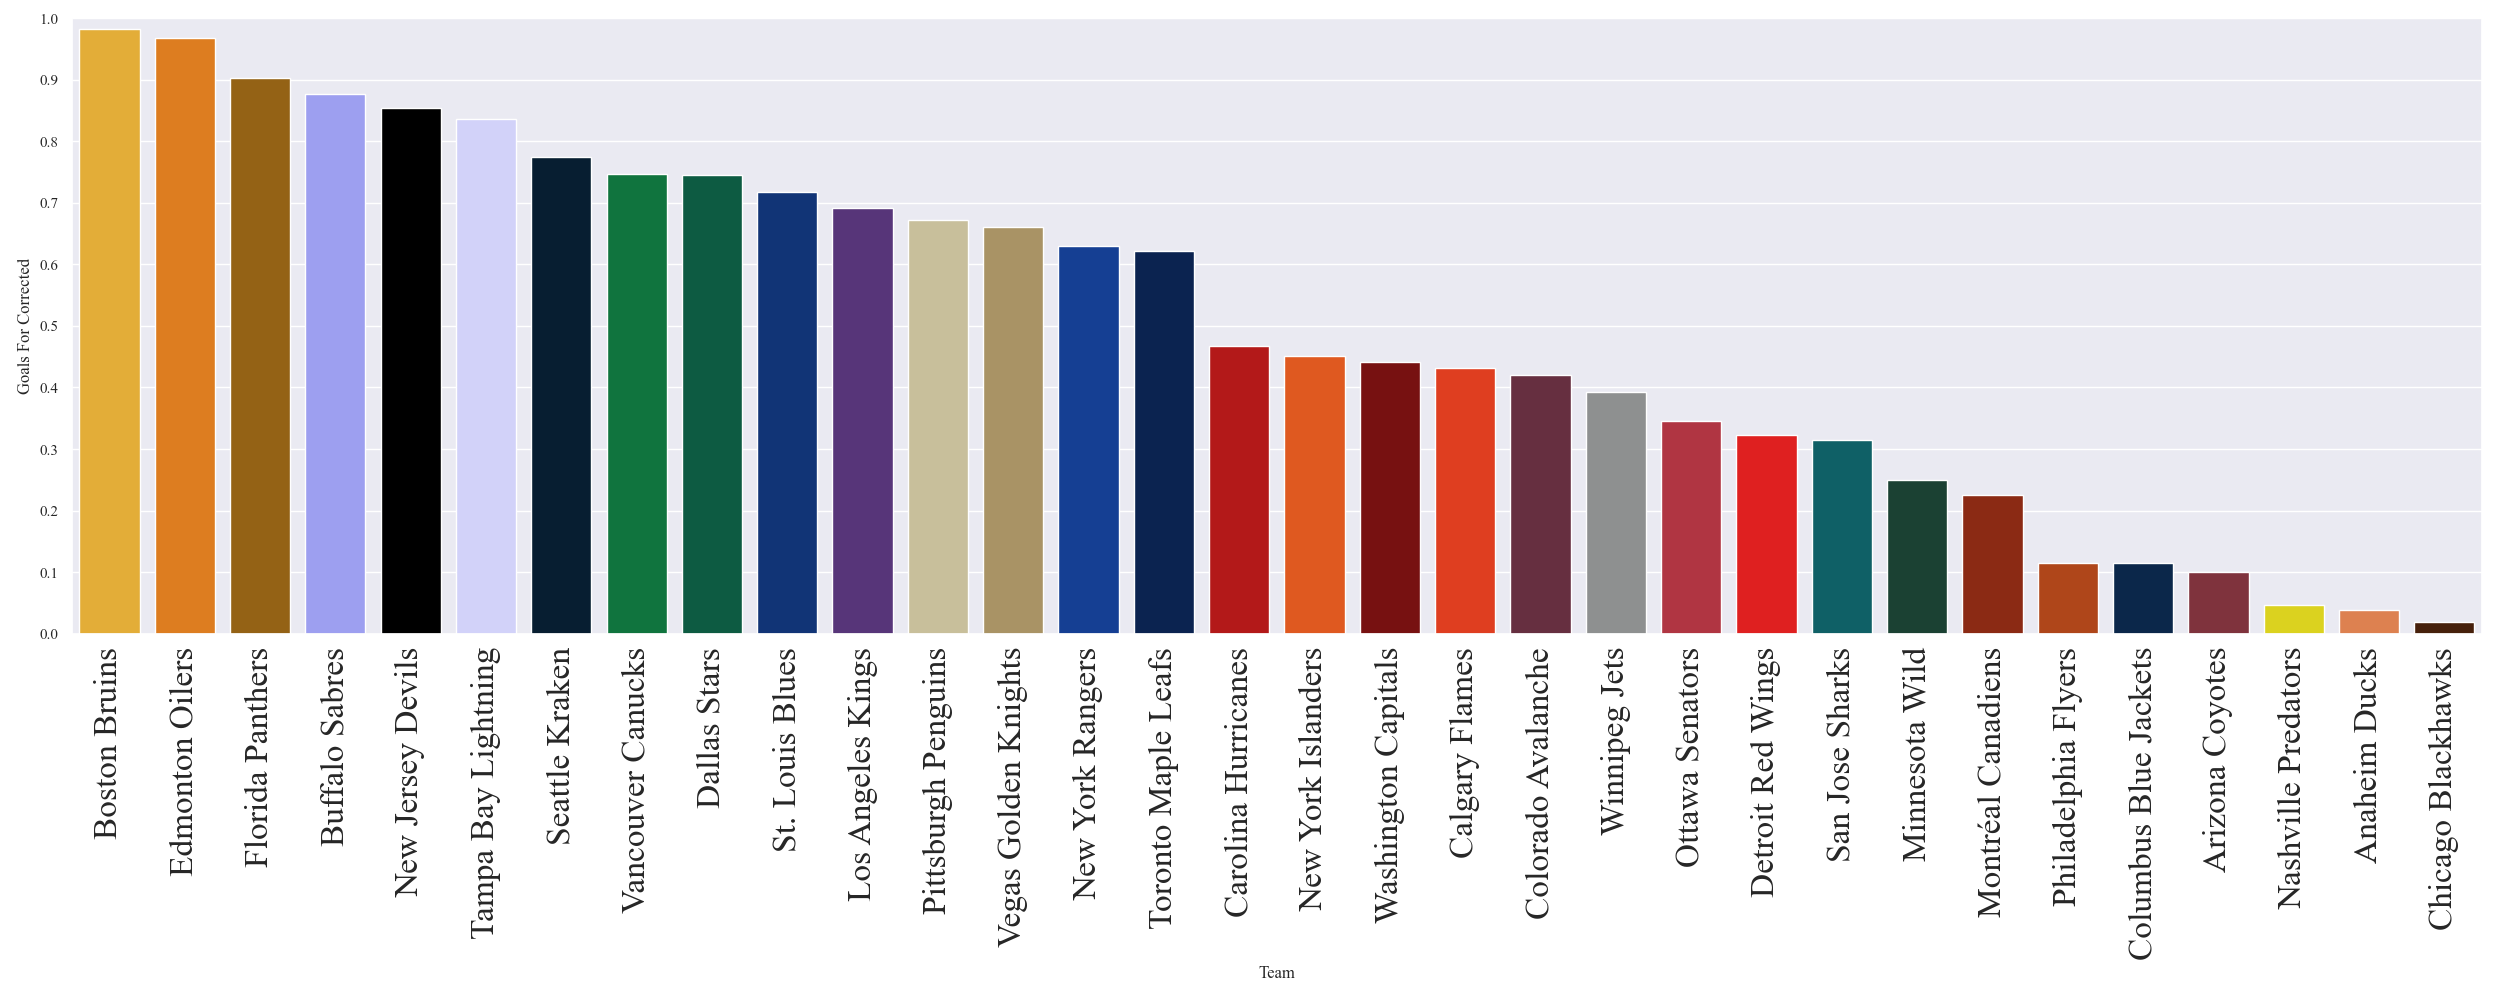 1.0
0.9
0.8
0.7
0.6
0.5
0.4
0.3
0.2
0.1
0.0
Goals For Corrected
Boston Bruins
Edmonton Oilers
Florida Panthers
Buffalo Sabres
New Jersey Devils
Tampa Bay Lightning
Seattle Kraken
Vancouver Canucks
Dallas Stars
St. Louis Blues
Los Angeles Kings
Pittsburgh Penguins
Vegas Golden Knights
New York Rangers
Toronto Maple Leafs
Carolina Hurricanes
New York Islanders
Washington Capitals
Calgary Flames
Colorado Avalanche
Winnipeg Jets
Ottawa Senators
Detroit Red Wings
San Jose Sharks
Minnesota Wild
Montréal Canadiens
Philadelphia Flyers
Columbus Blue Jackets
Arizona Coyotes
Nashville Predators
Anaheim Ducks
Chicago Blackhawks
Team